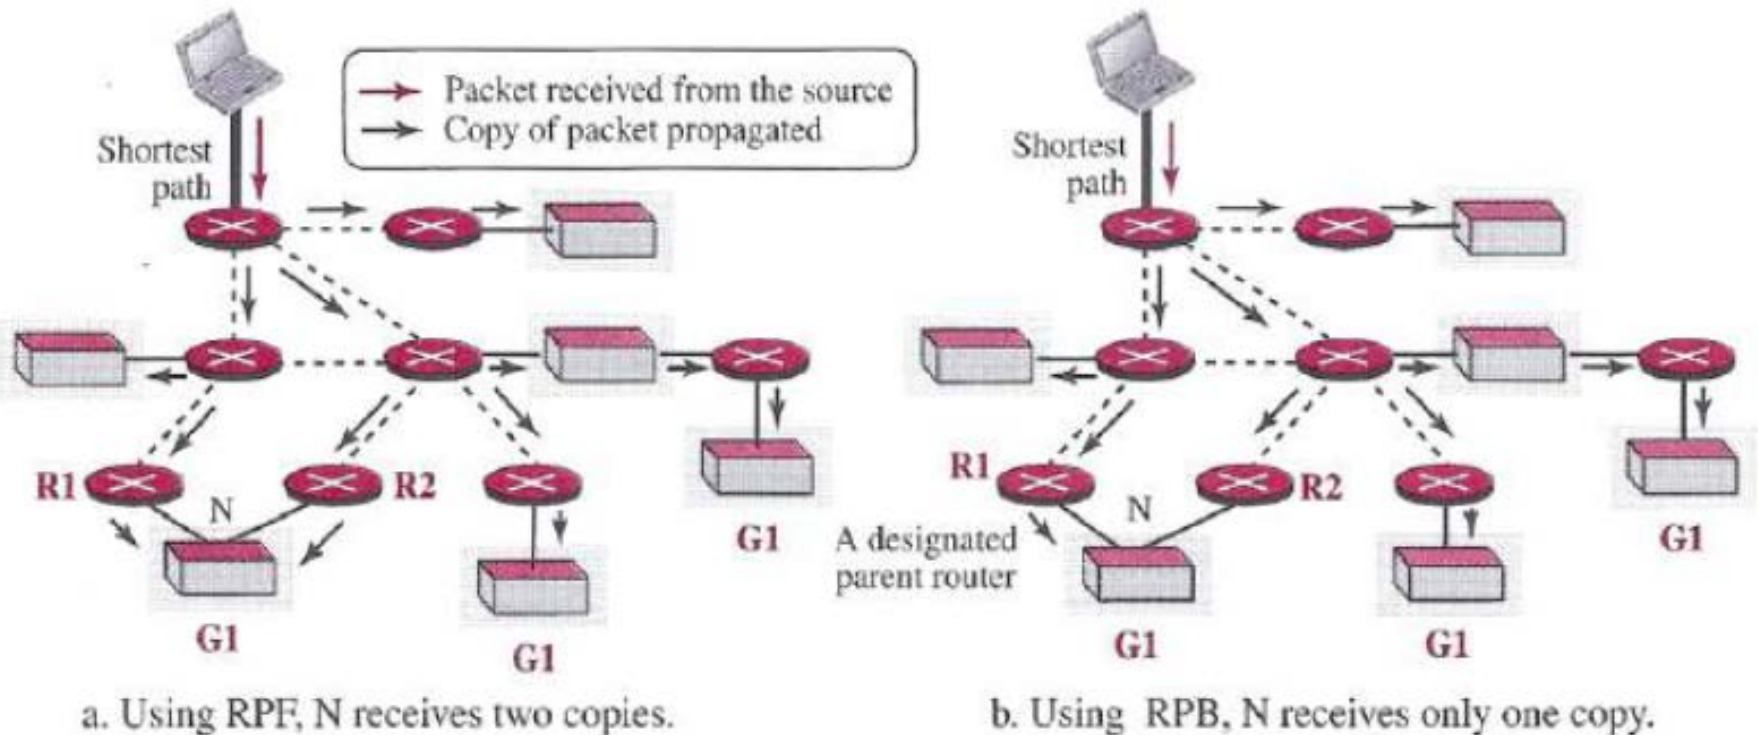 Packet received from the source
Copy of packet propagated
Shortest
path
R1
N
R2
G1
G1
G1
a. Using RPF, N receives two copies.
Shortest
path
R1
N
R2
A designated
parent router
G1
G1
G1
b. Using RPB, N receives only one copy.